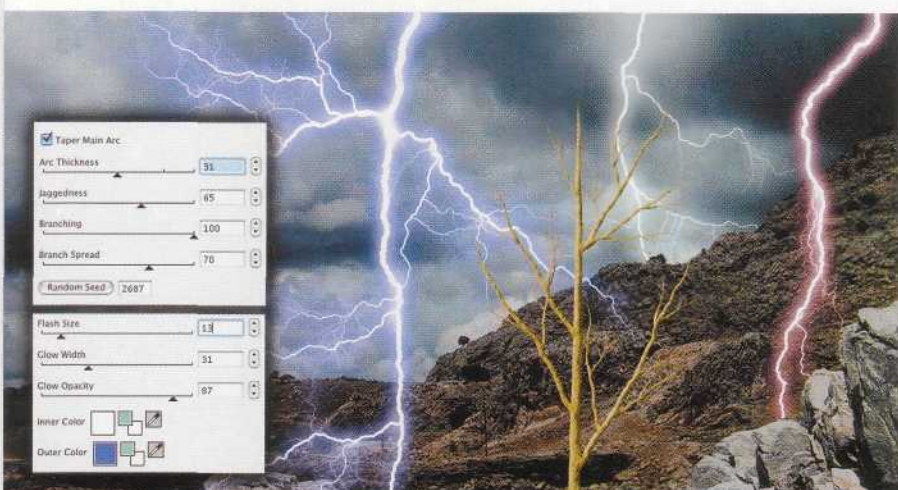 Taper Main Arc
Arc Thickness
31
Jaggedness
65
Branching
100
Branch Spread
70
Random Seed 2687
Flash Size
13
Glow Width
31
Glow Opacity
87
Inner Color
Outer Color